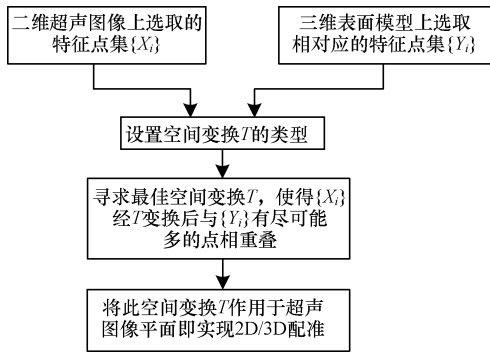 二维超声图像上选取的
特征点集{Xi}
三维表面模型上选取
相对应的特征点集{Yi}
设置空间变换T的类型
寻求最佳空间变换T，使得{Xi}
经T变换后与{Yi}有尽可能
多的点相重叠
将此空间变换T作用于超声
图像平面即实现2D/3D配准